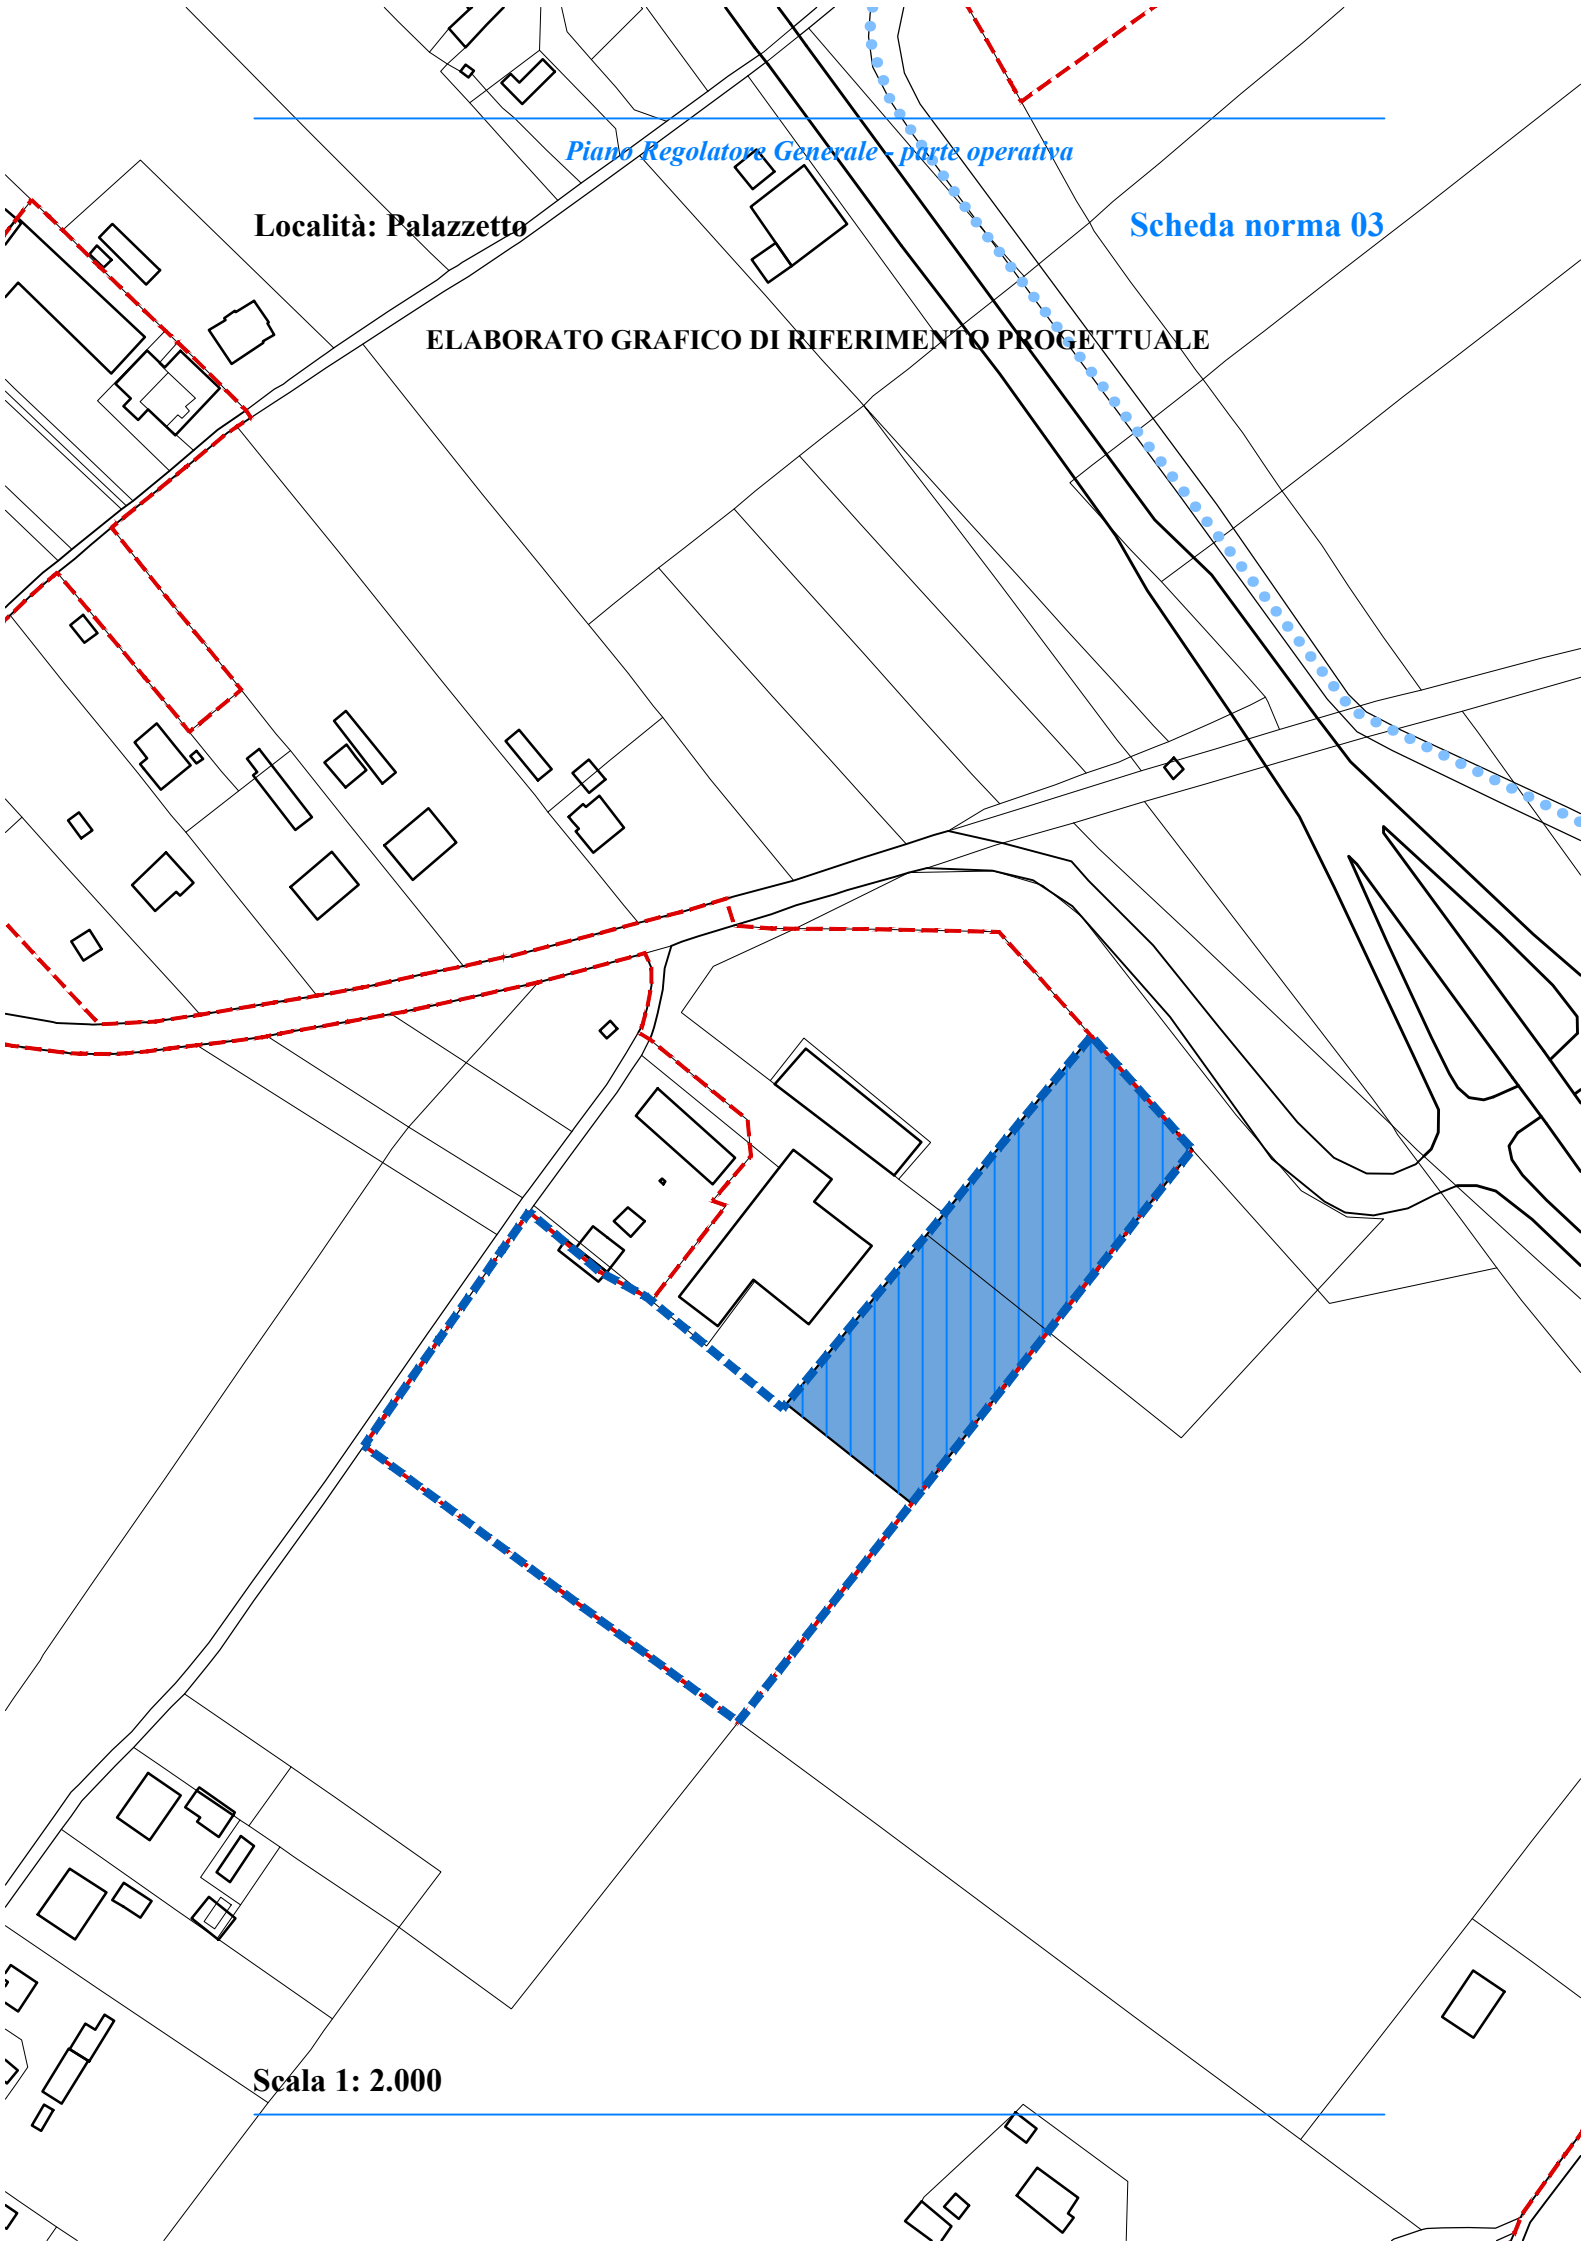 Piano Regolatore Generale - parte operativa
Località: Palazzetto
Scheda norma 03
ELABORATO GRAFICO DI RIFERIMENTO PROGETTUALE
Scala 1: 2.000